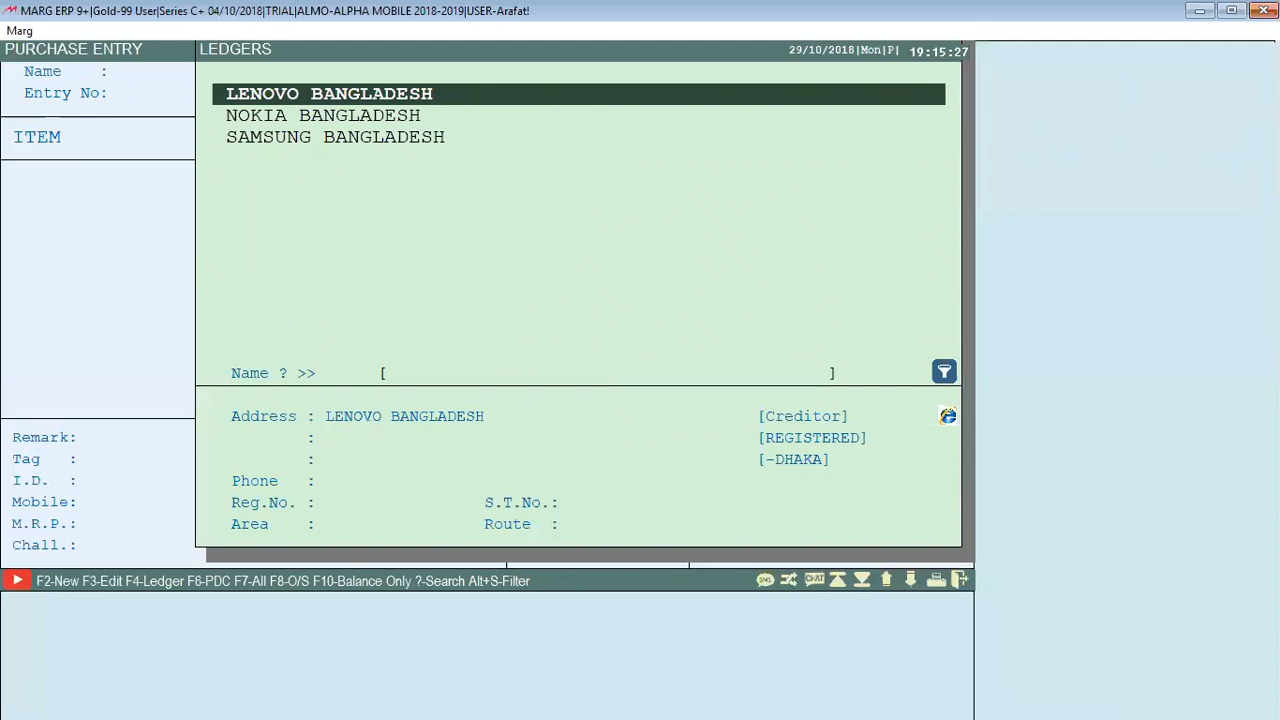 MARG ERP 9+|Gold-99 User|Series C+ 04/10/2018|TRIAL|ALMO-ALPHA MOBILE 2018-2019|USER-Arafat!
Marg
PURCHASE ENTRY
LEDGERS
29/10/2018|Mon|P| 19:15:27
Name :
Entry No:
ITEM
LENOVO BANGLADESH
NOKIA BANGLADESH
SAMSUNG BANGLADESH
Name ? >> [ ]
Address : LENOVO BANGLADESH [Creditor]
: [REGISTERED]
: [-DHAKA]
Phone :
Reg.No. : S.T.No.:
Area : Route :
Remark:
Tag :
I.D. :
Mobile:
M.R.P.:
Chall.:
F2-New F3-Edit F4-Ledger F6-PDC F7-All F8-O/S F10-Balance Only ?-Search Alt+S-Filter
SMS
CHAT